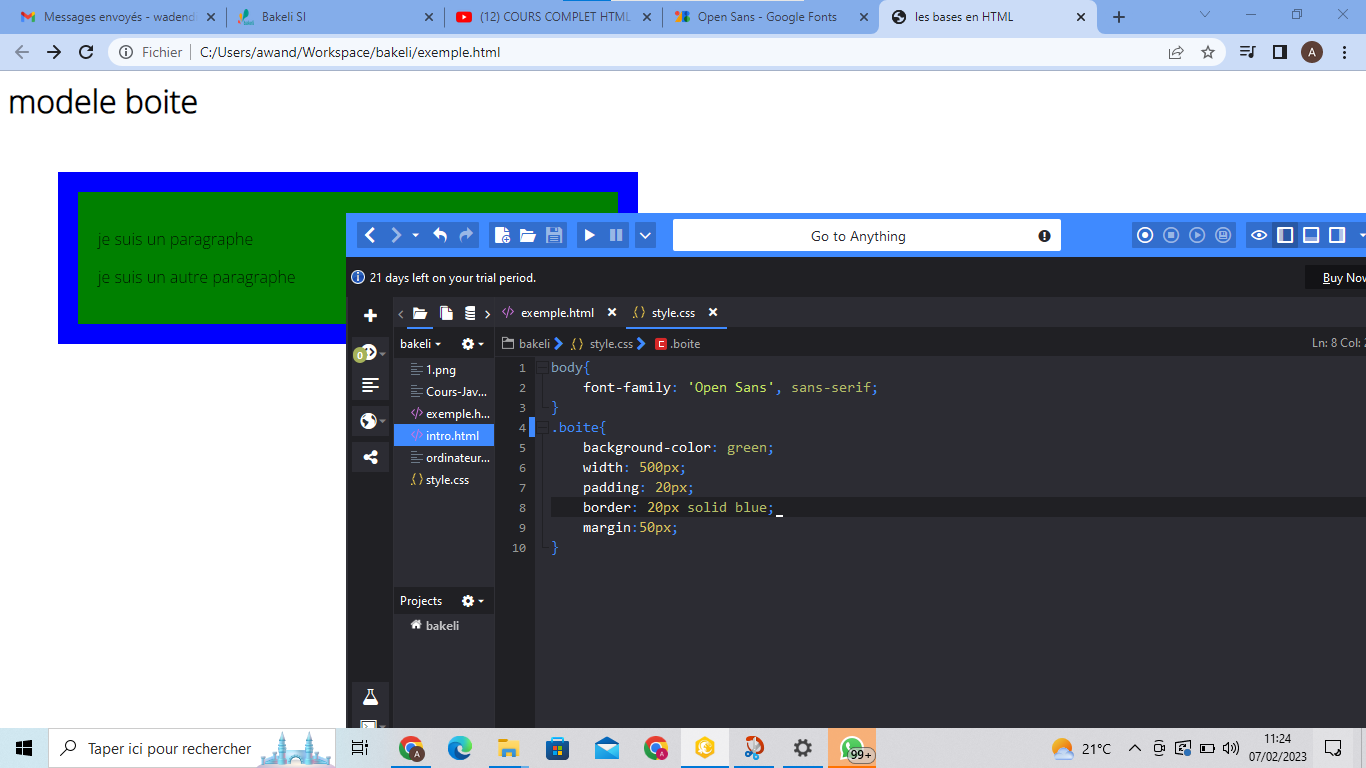 Messages envoyés - wadend
Bakeli SI
(12) COURS COMPLET HTML
Open Sans - Google Fonts
les bases en HTML
Fichier
C:/Users/awand/Workspace/bakeli/exemple.html
A
modele boite
je suis un paragraphe
je suis un autre paragraphe
Go to Anything
21 days left on your trial period.
Buy Now
0
exemple.html
style.css
bakeli
bakeli
style.css
.boite
Ln: 8 Col:
1.png
Cours-Jav...
exemple.h...
intro.html
ordinateur...
style.css
1 body{
2 font-family: 'Open Sans', sans-serif;
3 }
4 .boite{
5 background-color: green;
6 width: 500px;
7 padding: 20px;
8 border: 20px solid blue;
9 margin:50px;
10 }
Projects
bakeli
Taper ici pour rechercher
A
A
99+
21°C
11:24
07/02/2023